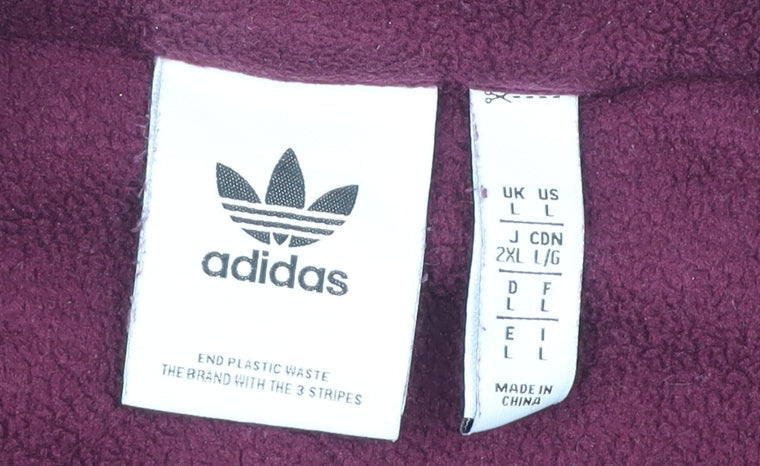 adidas
END PLASTIC WASTE
THE BRAND WITH THE 3 STRIPES
UK US
L L
J CDN
2XL L/G
D F
L L
E I
L L
MADE IN
CHINA